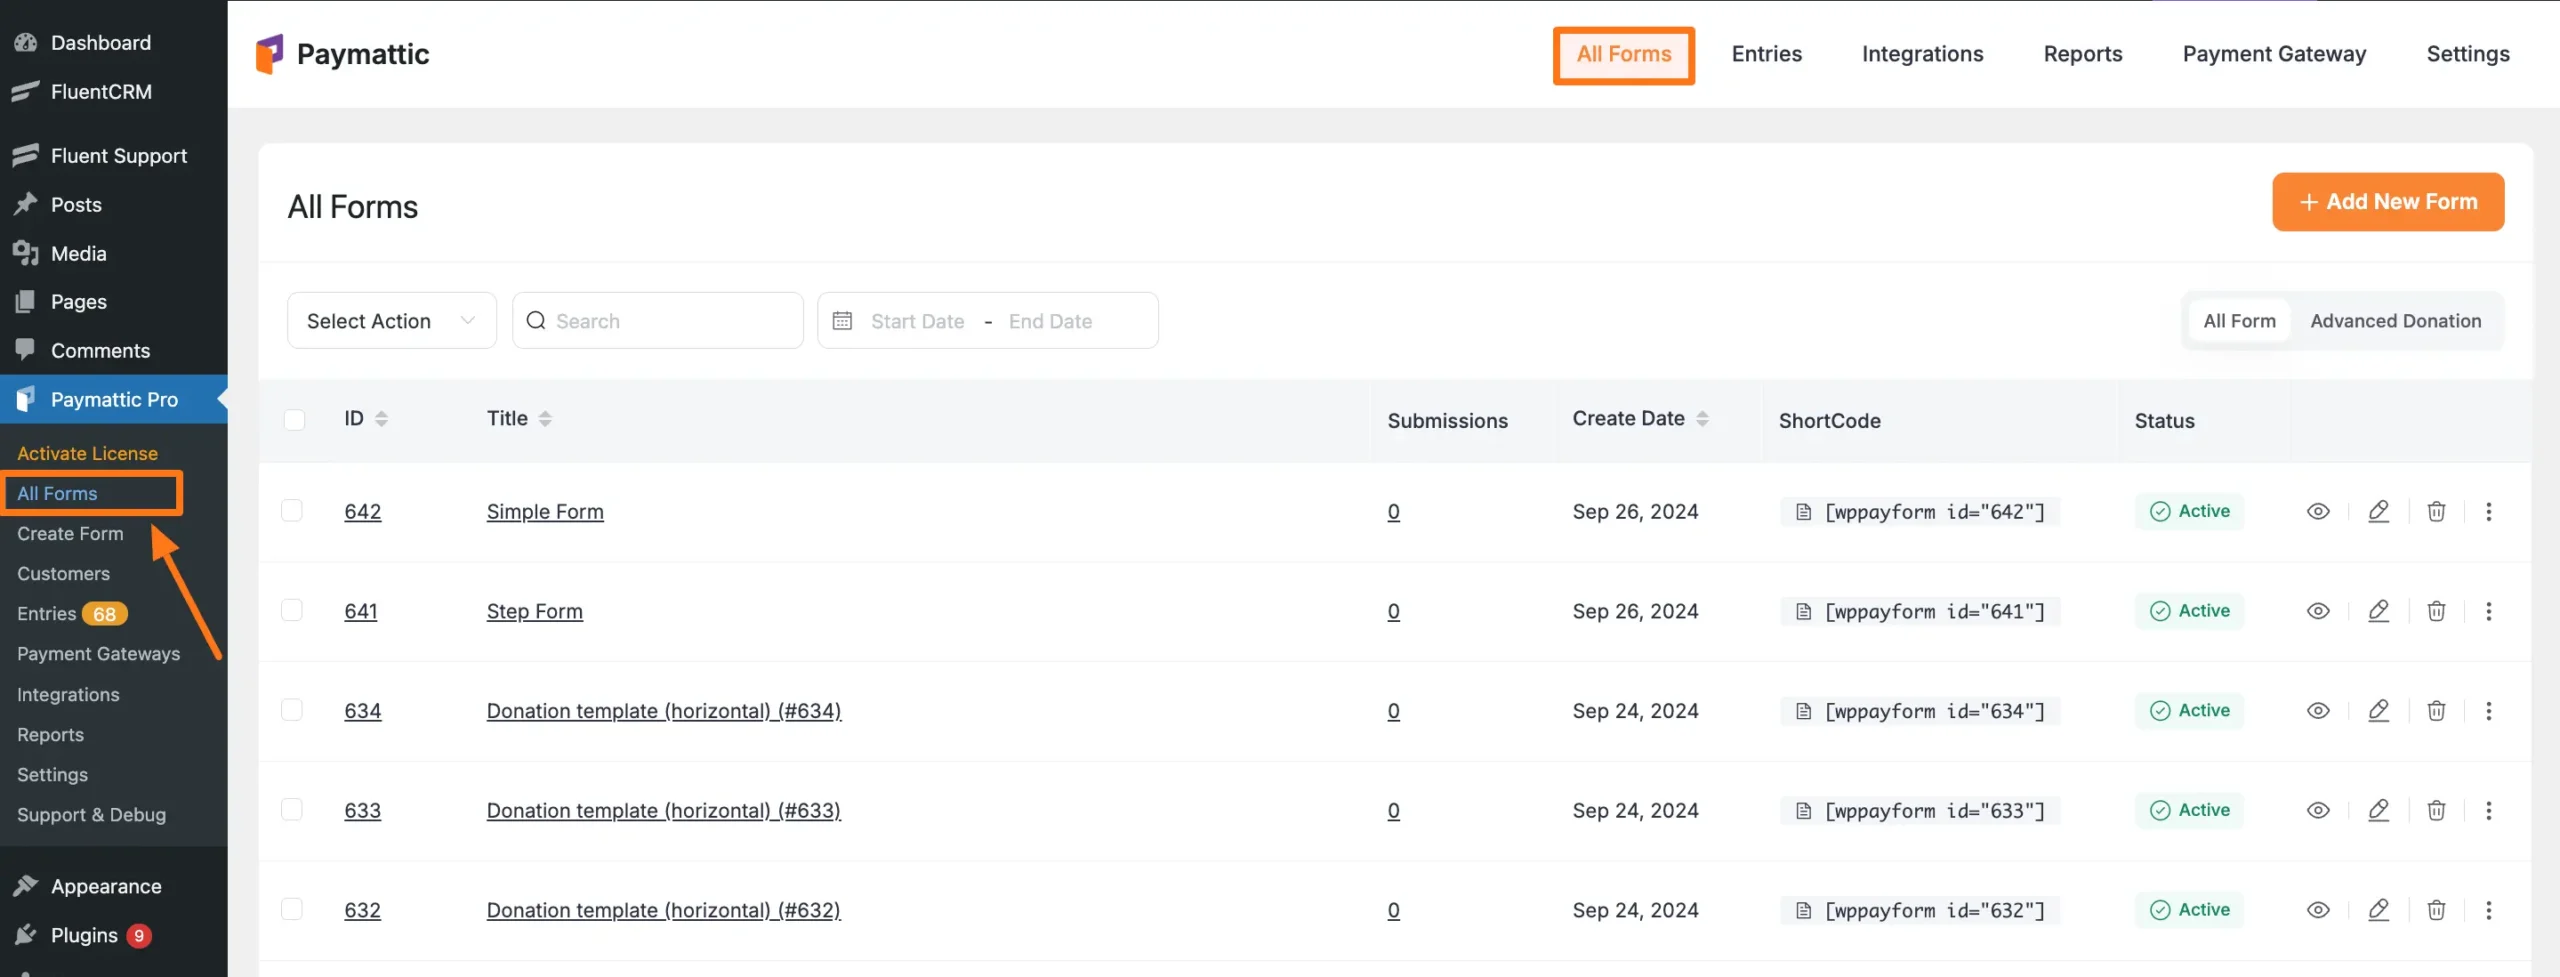 Dashboard
FluentCRM
Fluent Support
Posts
Media
Pages
Comments
Paymattic Pro
Activate License
All Forms
Create Form
Customers
Entries 68
Payment Gateways
Integrations
Reports
Settings
Support & Debug
Appearance
Plugins 9
Paymattic
All Forms Entries Integrations Reports Payment Gateway Settings
All Forms
+ Add New Form
Select Action Search Start Date - End Date All Form Advanced Donation
ID Title Submissions Create Date ShortCode Status
642 Simple Form 0 Sep 26, 2024 [wppayform id="642"] Active
641 Step Form 0 Sep 26, 2024 [wppayform id="641"] Active
634 Donation template (horizontal) (#634) 0 Sep 24, 2024 [wppayform id="634"] Active
633 Donation template (horizontal) (#633) 0 Sep 24, 2024 [wppayform id="633"] Active
632 Donation template (horizontal) (#632) 0 Sep 24, 2024 [wppayform id="632"] Active